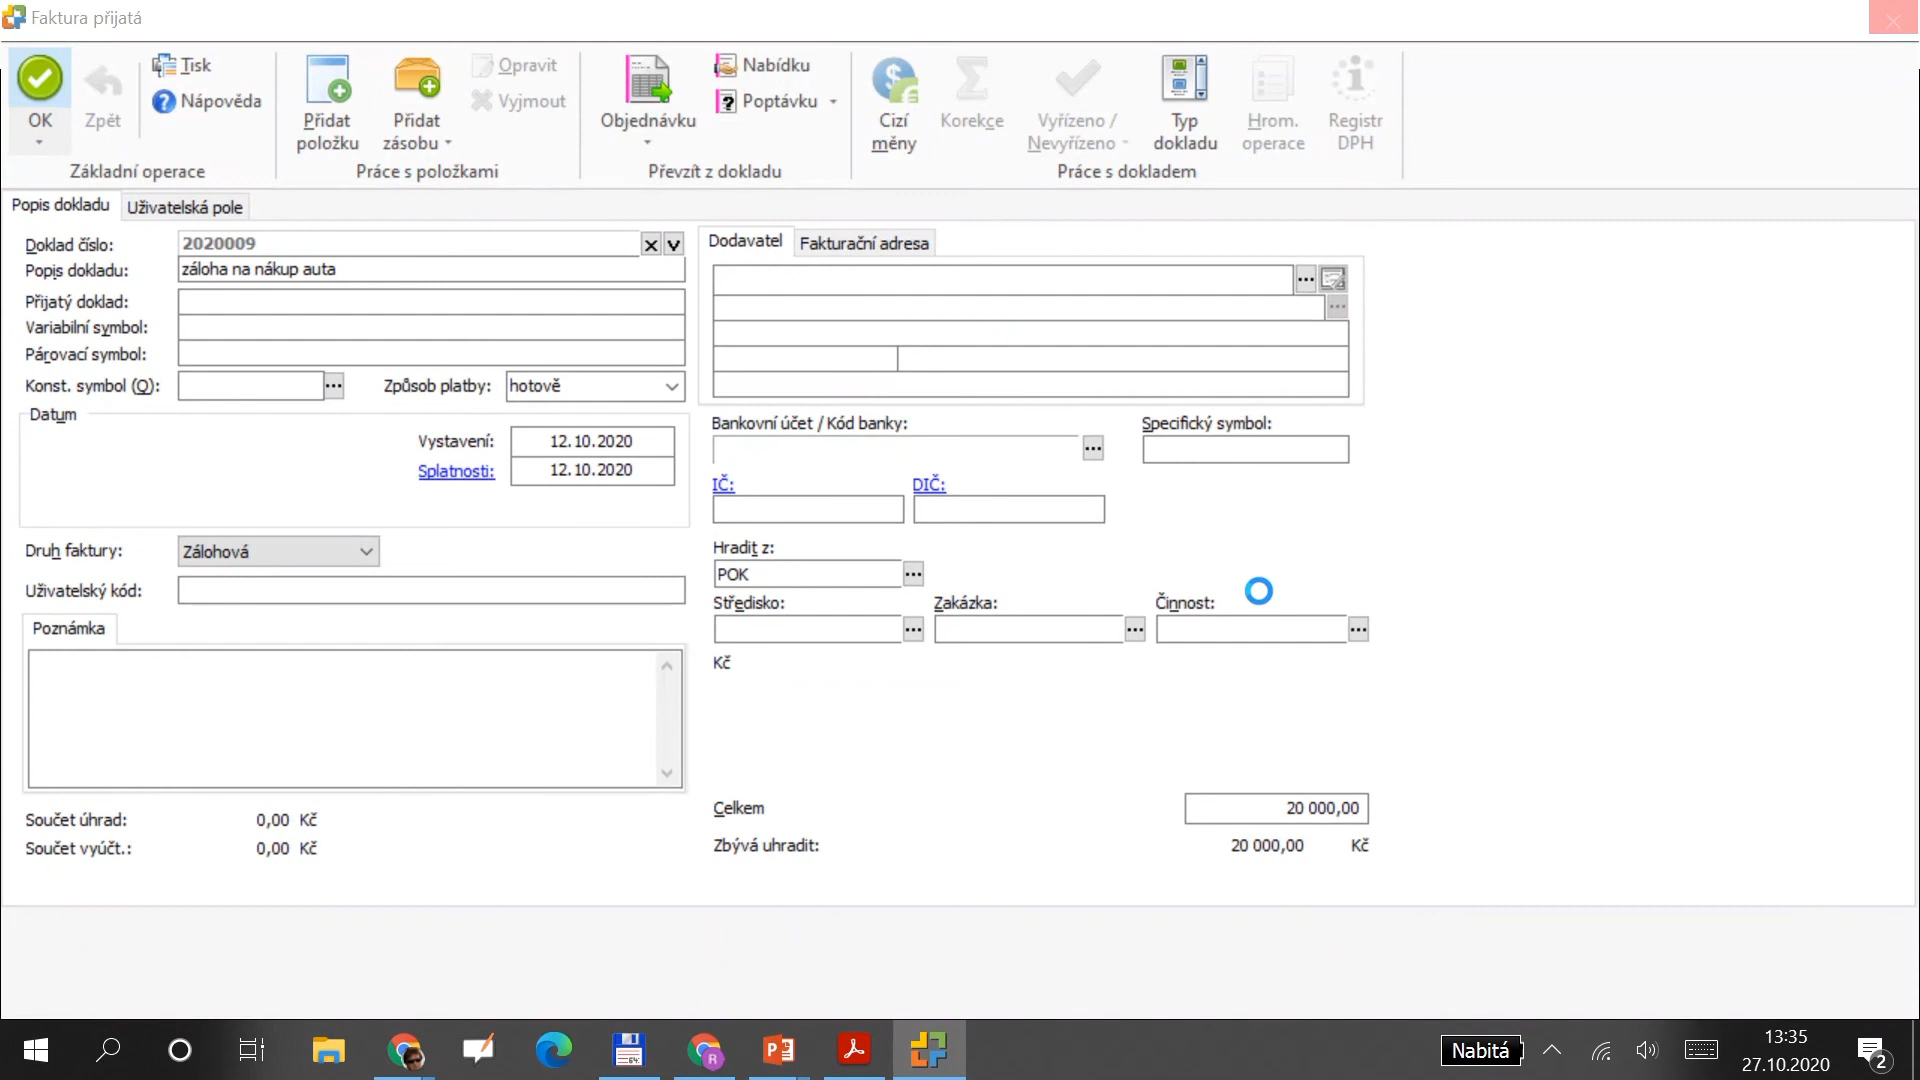 Faktura přijatá
OK
Zpět
Tisk
Nápověda
Základní operace
Přidat položku
Přidat zásobu
Opravit
Vyjmout
Práce s položkami
Objednávku
Nabídku
Poptávku
Převzít z dokladu
Cizí měny
Korekce
Vyřízeno / Nevyřízeno
Typ dokladu
Hrom. operace
Registr DPH
Práce s dokladem
Popis dokladu
Uživatelská pole
Doklad číslo: 2020009
Popis dokladu: záloha na nákup auta
Přijatý doklad:
Variabilní symbol:
Párovací symbol:
Konst. symbol (Q):
Způsob platby: hotově
Datum
Vystavení: 12.10.2020
Splatnosti: 12.10.2020
Druh faktury: Zálohová
Uživatelský kód:
Poznámka
Součet úhrad: 0,00 Kč
Součet vyúčt.: 0,00 Kč
Dodavatel
Fakturační adresa
Bankovní účet / Kód banky:
Specifický symbol:
IČ:
DIČ:
Hradit z:
POK
Středisko:
Zakázka:
Činnost:
Kč
Celkem 20 000,00
Zbývá uhradit: 20 000,00 Kč
64
R
P
Nabitá
13:35
27.10.2020
2